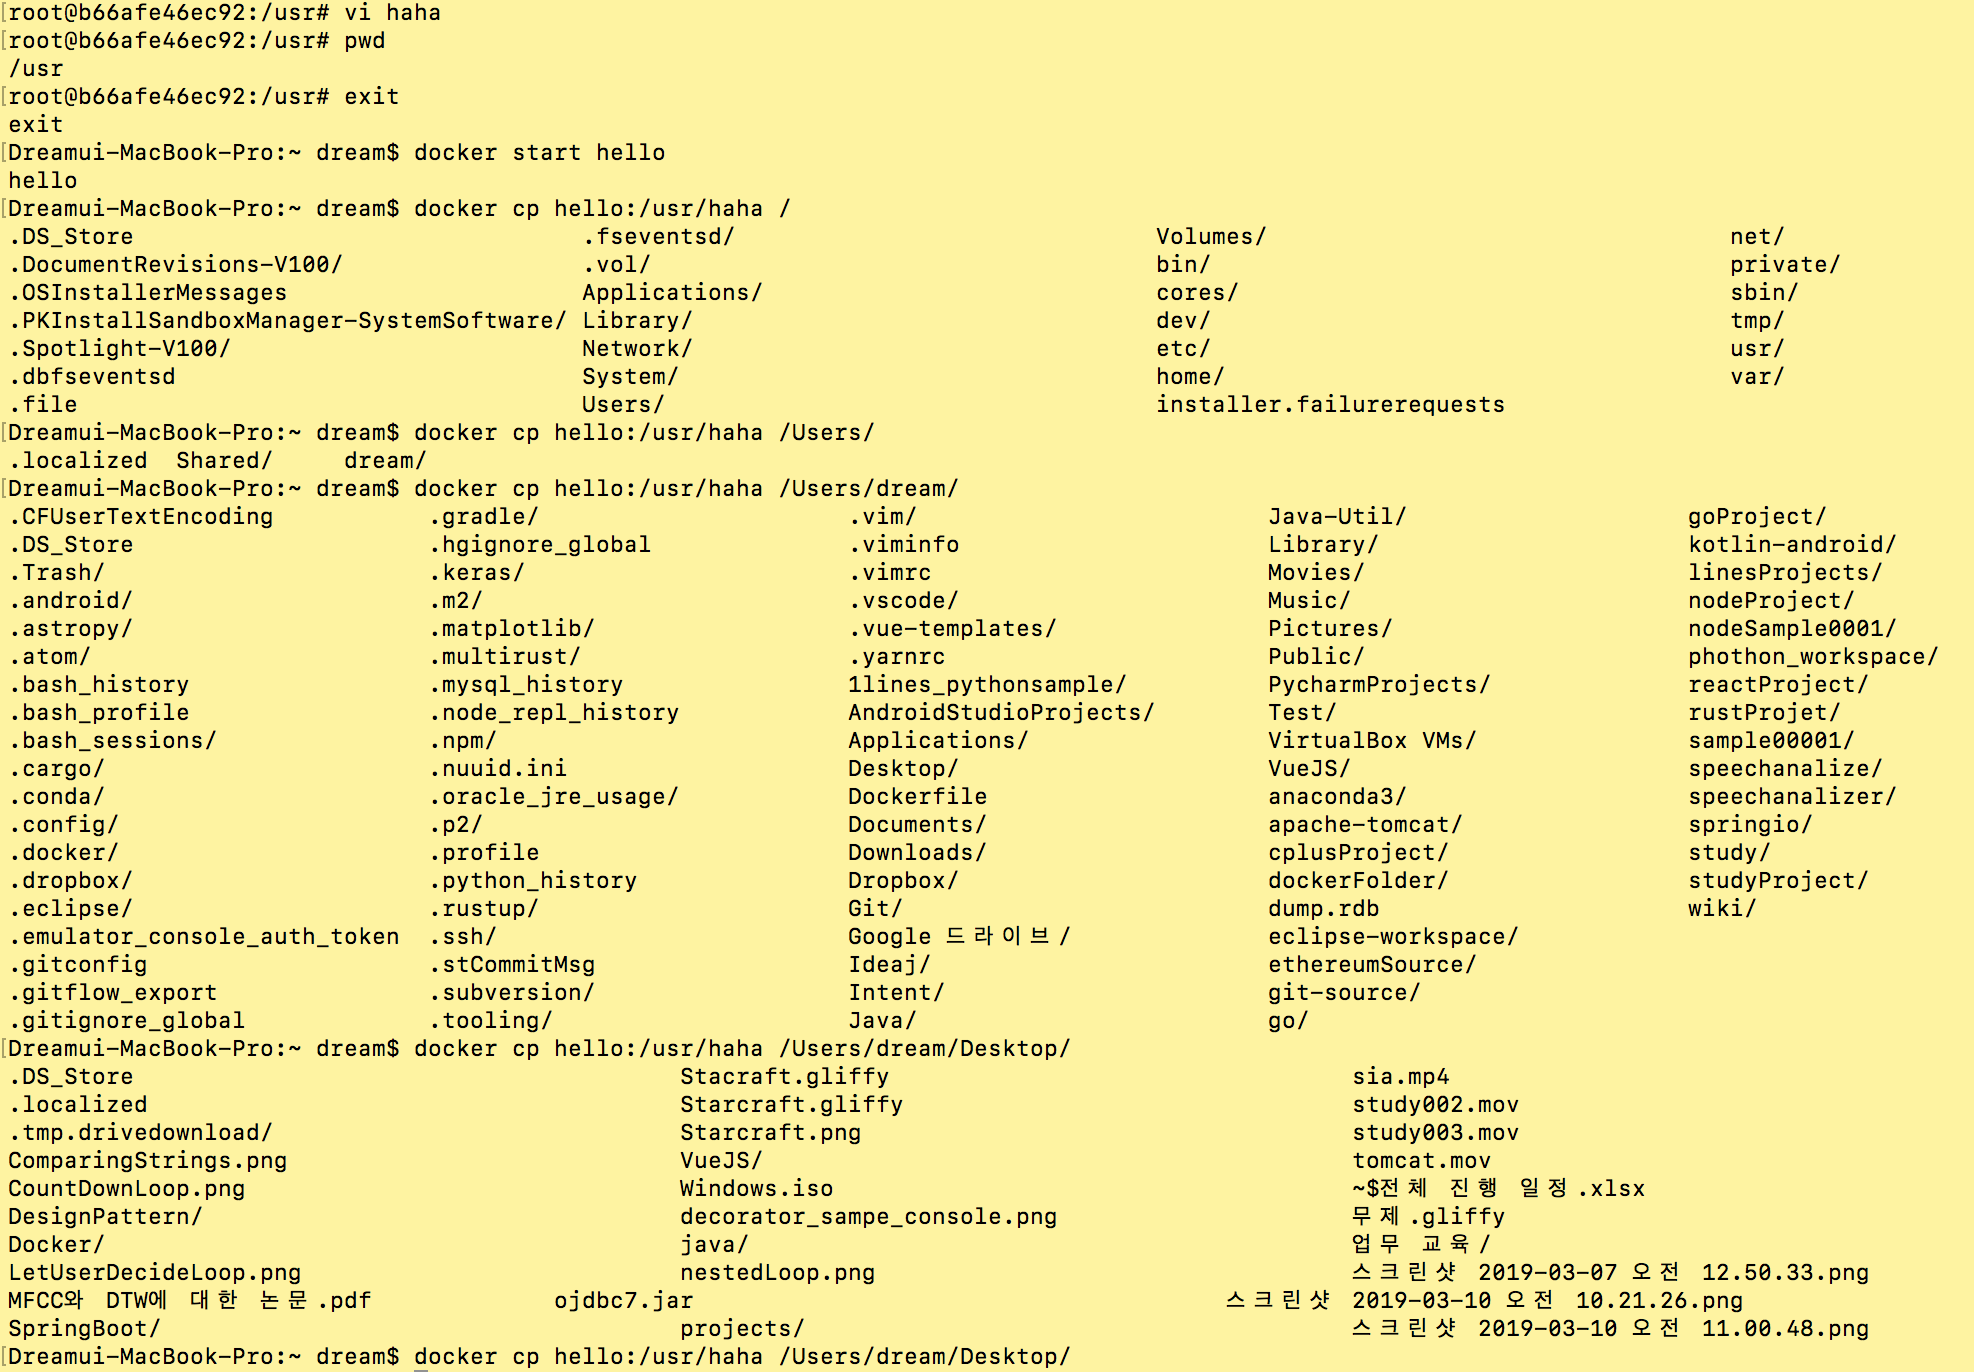 [root@b66afe46ec92:/usr# vi haha
[root@b66afe46ec92:/usr# pwd
/usr
[root@b66afe46ec92:/usr# exit
exit
[Dreamui-MacBook-Pro:~ dream$ docker start hello
hello
[Dreamui-MacBook-Pro:~ dream$ docker cp hello:/usr/haha /
.DS_Store .fseventsd/ Volumes/ net/
.DocumentRevisions-V100/ .vol/ bin/ private/
.OSInstallerMessages Applications/ cores/ sbin/
.PKInstallSandboxManager-SystemSoftware/ Library/ dev/ tmp/
.Spotlight-V100/ Network/ etc/ usr/
.dbfseventsd System/ home/ var/
.file Users/ installer.failurerequests
[Dreamui-MacBook-Pro:~ dream$ docker cp hello:/usr/haha /Users/
.localized Shared/ dream/
[Dreamui-MacBook-Pro:~ dream$ docker cp hello:/usr/haha /Users/dream/
.CFUserTextEncoding .gradle/ .vim/ Java-Util/ goProject/
.DS_Store .hgignore_global .viminfo Library/ kotlin-android/
.Trash/ .keras/ .vimrc Movies/ linesProjects/
.android/ .m2/ .vscode/ Music/ nodeProject/
.astropy/ .matplotlib/ .vue-templates/ Pictures/ nodeSample0001/
.atom/ .multirust/ .yarnrc Public/ phothon_workspace/
.bash_history .mysql_history 1lines_pythonsample/ PycharmProjects/ reactProject/
.bash_profile .node_repl_history AndroidStudioProjects/ Test/ rustProjet/
.bash_sessions/ .npm/ Applications/ VirtualBox VMs/ sample00001/
.cargo/ .nuuid.ini Desktop/ VueJS/ speechanalize/
.conda/ .oracle_jre_usage/ Dockerfile anaconda3/ speechanalizer/
.config/ .p2/ Documents/ apache-tomcat/ springio/
.docker/ .profile Downloads/ cplusProject/ study/
.dropbox/ .python_history Dropbox/ dockerFolder/ studyProject/
.eclipse/ .rustup/ Git/ dump.rdb wiki/
.emulator_console_auth_token .ssh/ Google 드라이브/ eclipse-workspace/
.gitconfig .stCommitMsg Ideaj/ ethereumSource/
.gitflow_export .subversion/ Intent/ git-source/
.gitignore_global .tooling/ Java/ go/
[Dreamui-MacBook-Pro:~ dream$ docker cp hello:/usr/haha /Users/dream/Desktop/
.DS_Store Stacraft.gliffy sia.mp4
.localized Starcraft.gliffy study002.mov
.tmp.drivedownload/ Starcraft.png study003.mov
ComparingStrings.png VueJS/ tomcat.mov
CountDownLoop.png Windows.iso ~$전체 진행 일정.xlsx
DesignPattern/ decorator_sampe_console.png 무제.gliffy
Docker/ java/ 업무 교육/
LetUserDecideLoop.png nestedLoop.png 스크린샷 2019-03-07 오전 12.50.33.png
MFCC와 DTW에 대한 논문.pdf ojdbc7.jar 스크린샷 2019-03-10 오전 10.21.26.png
SpringBoot/ projects/ 스크린샷 2019-03-10 오전 11.00.48.png
[Dreamui-MacBook-Pro:~ dream$ docker cp hello:/usr/haha /Users/dream/Desktop/